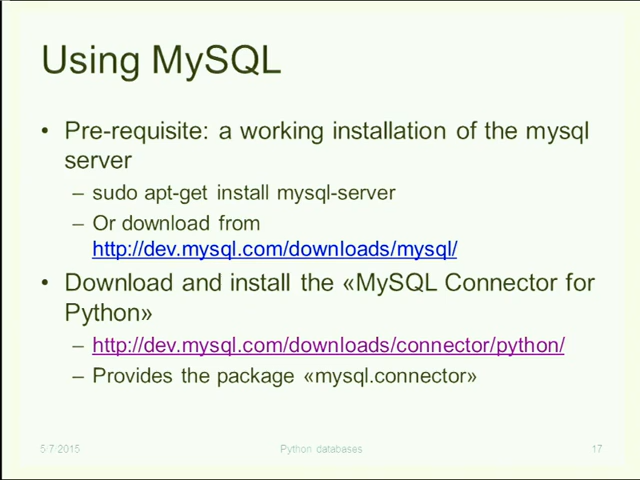 Using MySQL
• Pre-requisite: a working installation of the mysql
server
– sudo apt-get install mysql-server
– Or download from
http://dev.mysql.com/downloads/mysql/
• Download and install the «MySQL Connector for
Python»
– http://dev.mysql.com/downloads/connector/python/
– Provides the package «mysql.connector»
5/7/2015 Python databases 17